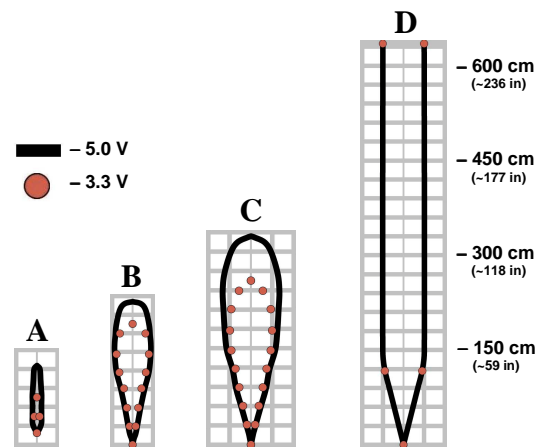 D
– 600 cm
(~236 in)
– 5.0 V
– 3.3 V
– 450 cm
(~177 in)
C
– 300 cm
(~118 in)
B
A
– 150 cm
(~59 in)